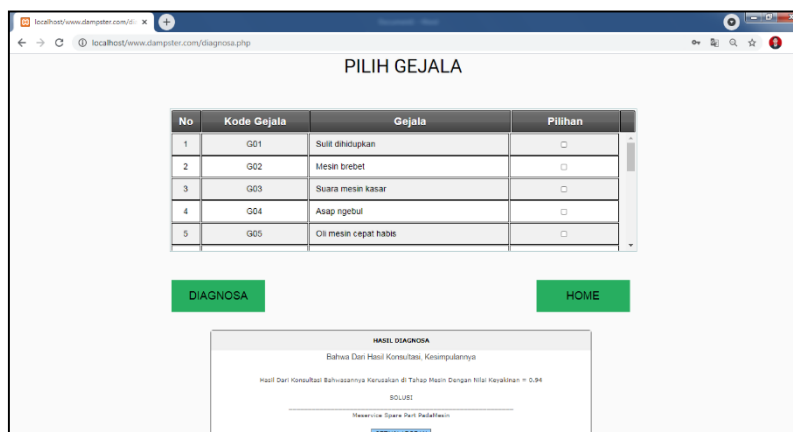 localhost/www.dampster.com/di
localhost/www.dampster.com/diagnosa.php
PILIH GEJALA
No Kode Gejala Gejala Pilihan
1 G01 Sulit dihidupkan
2 G02 Mesin brebet
3 G03 Suara mesin kasar
4 G04 Asap ngebul
5 G05 Oli mesin cepat habis
DIAGNOSA HOME
HASIL DIAGNOSA
Bahwa Dari Hasil Konsultasi, Kesimpulannya
Hasil Dari Konsultasi Bahwasannya Kerusakan di Tahap Mesin Dengan Nilai Keyakinan = 0.94
SOLUSI
Meservice Spare Part PadaMesin